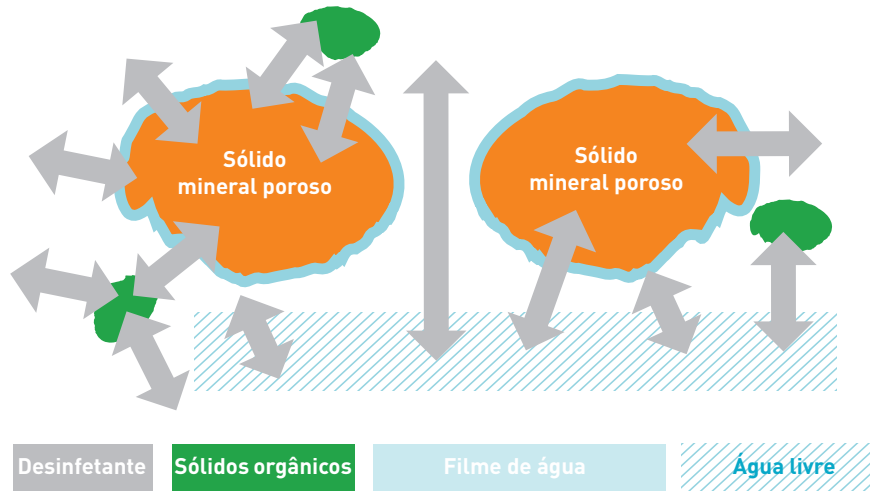 Sólido
mineral poroso
Sólido
mineral poroso
Desinfetante
Sólidos orgânicos
Filme de água
Água livre